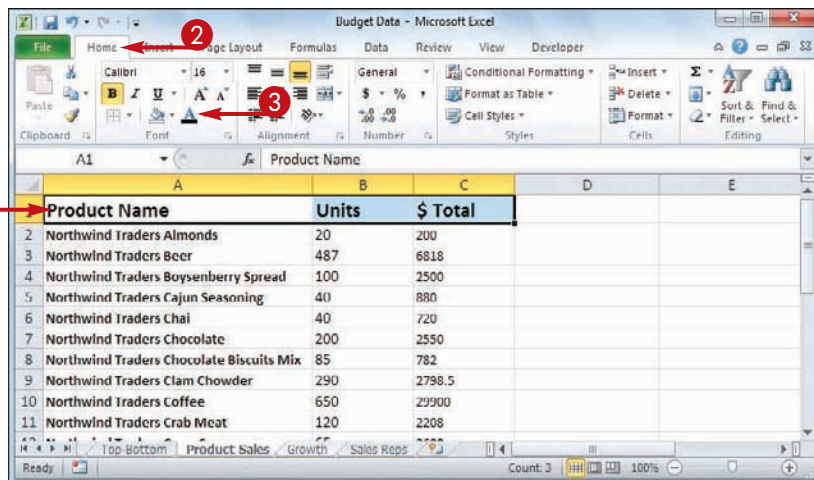 Budget Data - Microsoft Excel
File Home Insert Page Layout Formulas Data Review View Developer
2
Calibri 16 General Conditional Formatting Insert Σ
Paste B I U A A $ % , Format as Table Delete Sort & Filter Find & Select
3
A Cell Styles Format
Clipboard Font Alignment Number Styles Cells Editing
A1 fx Product Name
A B C D E
Product Name Units $ Total
2 Northwind Traders Almonds 20 200
3 Northwind Traders Beer 487 6818
4 Northwind Traders Boysenberry Spread 100 2500
5 Northwind Traders Cajun Seasoning 40 880
6 Northwind Traders Chai 40 720
7 Northwind Traders Chocolate 200 2550
8 Northwind Traders Chocolate Biscuits Mix 85 782
9 Northwind Traders Clam Chowder 290 2798.5
10 Northwind Traders Coffee 650 29900
11 Northwind Traders Crab Meat 120 2208
Top-Bottom Product Sales Growth Sales Reps
Ready Count: 3 100%